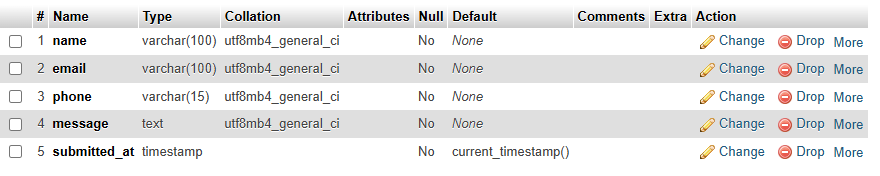 # Name Type Collation Attributes Null Default Comments Extra Action
1 name varchar(100) utf8mb4_general_ci No None Change Drop More
2 email varchar(100) utf8mb4_general_ci No None Change Drop More
3 phone varchar(15) utf8mb4_general_ci No None Change Drop More
4 message text utf8mb4_general_ci No None Change Drop More
5 submitted_at timestamp No current_timestamp() Change Drop More